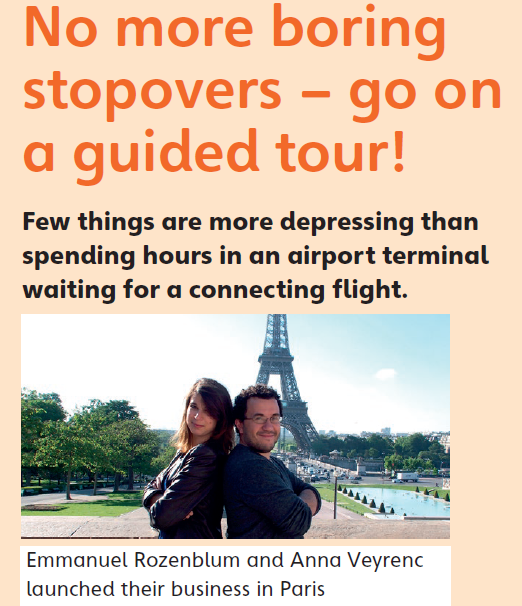 No more boring
stopovers – go on
a guided tour!
Few things are more depressing than
spending hours in an airport terminal
waiting for a connecting flight.
Emmanuel Rozenblum and Anna Veyrenc
launched their business in Paris